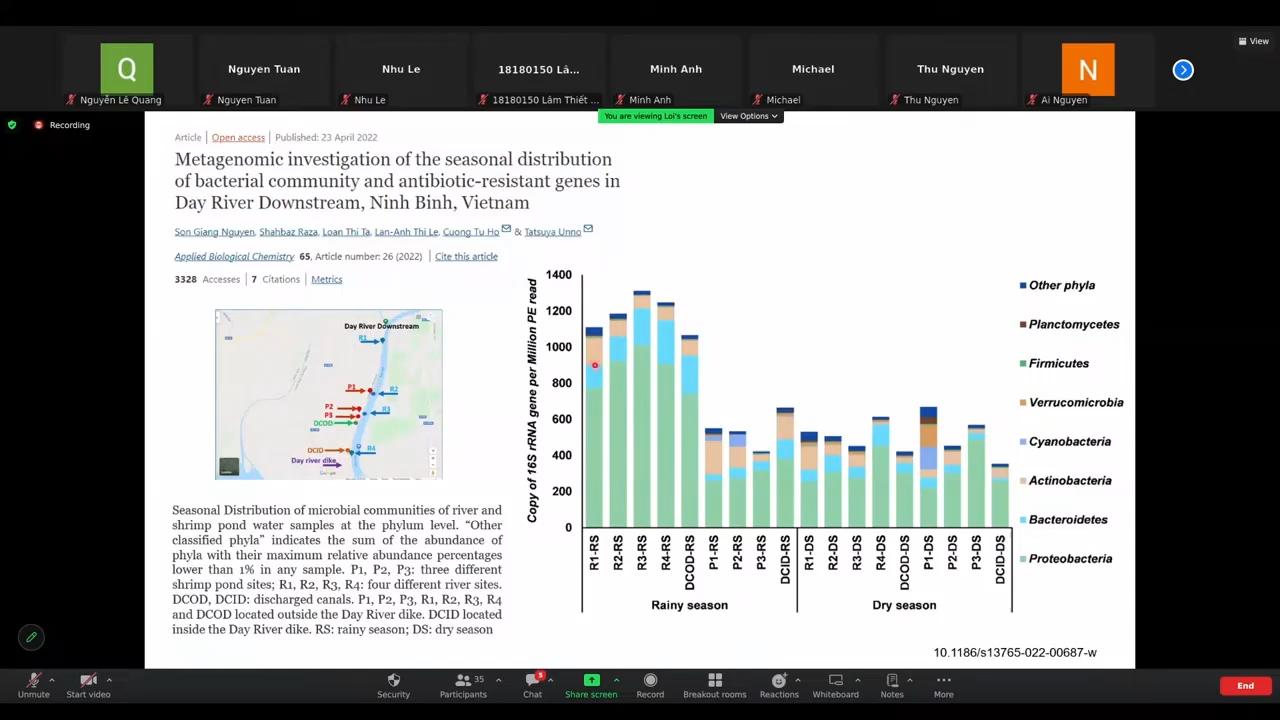 View
Q
Nguyen Tuan
Nhu Le
18180150 Lâ...
Minh Anh
Michael
Thu Nguyen
N
Nguyễn Lê Quang
Nguyen Tuan
Nhu Le
18180150 Lâm Thiết ...
Minh Anh
Michael
Thu Nguyen
Ai Nguyen
You are viewing Loi's screen
View Options
Recording
Article | Open access | Published: 23 April 2022
Metagenomic investigation of the seasonal distribution
of bacterial community and antibiotic-resistant genes in
Day River Downstream, Ninh Binh, Vietnam
Son Giang Nguyen, Shahbaz Raza, Loan Thi Ta, Lan-Anh Thi Le, Cuong Tu Ho & Tatsuya Unno
Applied Biological Chemistry 65, Article number: 26 (2022) | Cite this article
3328 Accesses | 7 Citations | Metrics
Day River Downstream
R1
P1
R2
P2
R3
P3
DCOD
DCID
R4
Day river dike
Google
Seasonal Distribution of microbial communities of river and
shrimp pond water samples at the phylum level. “Other
classified phyla” indicates the sum of the abundance of
phyla with their maximum relative abundance percentages
lower than 1% in any sample. P1, P2, P3: three different
shrimp pond sites; R1, R2, R3, R4: four different river sites.
DCOD, DCID: discharged canals. P1, P2, P3, R1, R2, R3, R4
and DCOD located outside the Day River dike. DCID located
inside the Day River dike. RS: rainy season; DS: dry season
Copy of 16S rRNA gene per Million PE read
1400
1200
1000
800
600
400
200
0
R1-RS
R2-RS
R3-RS
R4-RS
DCOD-RS
P1-RS
P2-RS
P3-RS
DCID-RS
R1-DS
R2-DS
R3-DS
R4-DS
DCOD-DS
P1-DS
P2-DS
P3-DS
DCID-DS
Rainy season
Dry season
Other phyla
Planctomycetes
Firmicutes
Verrucomicrobia
Cyanobacteria
Actinobacteria
Bacteroidetes
Proteobacteria
10.1186/s13765-022-00687-w
Unmute
Start video
Security
Participants
35
Chat
Share screen
Record
Breakout rooms
Reactions
Whiteboard
Notes
More
End